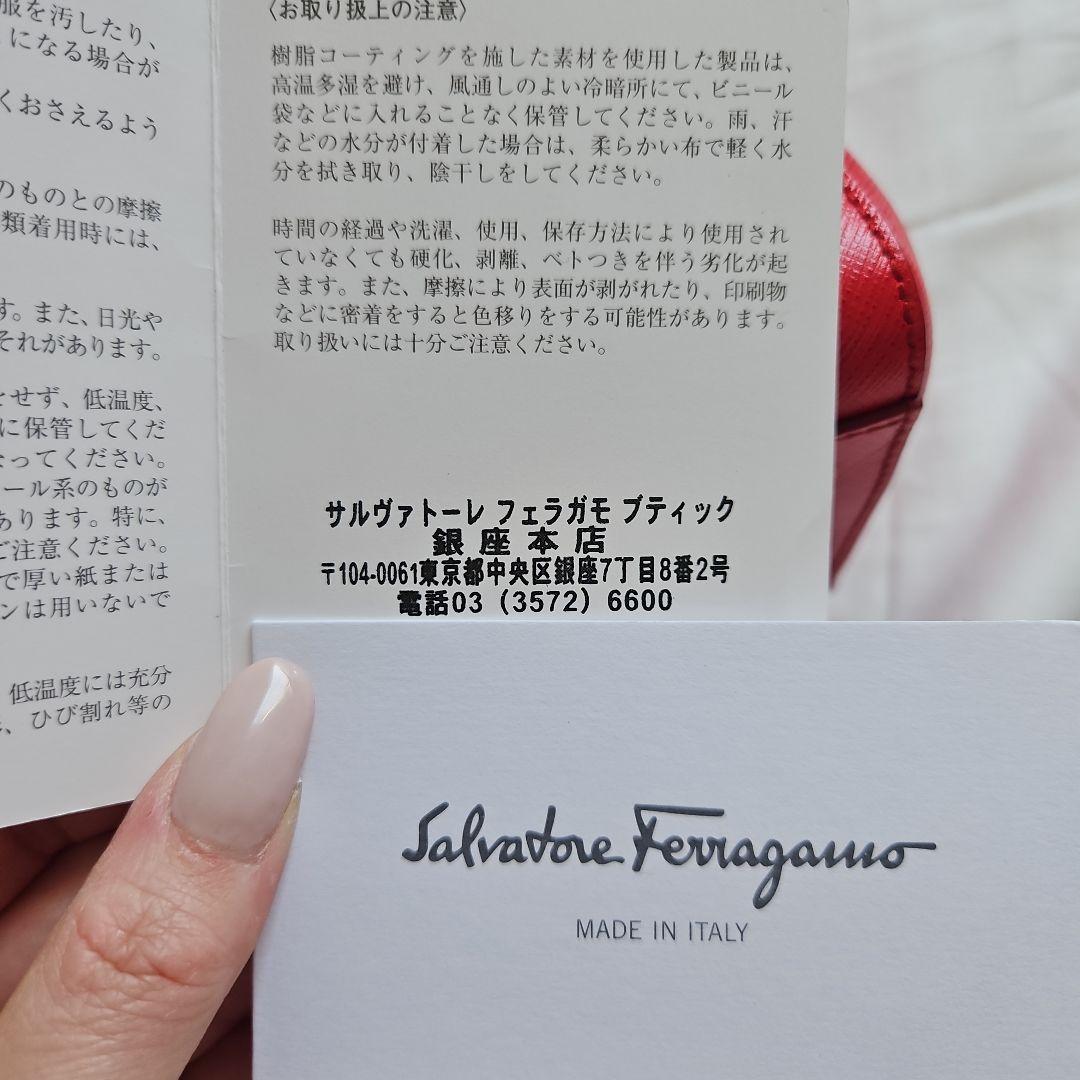 服を汚したり、
になる場合が
くおさえるよう
のものとの摩擦
類着用時には、
す。また、日光や
それがあります。
とせず、低温度、
に保管してくだ
なってください。
ール系のものが
あります。特に、
ご注意ください。
で厚い紙または
ンは用いないで
低温度には充分
、ひび割れ等の
〈お取り扱上の注意〉
樹脂コーティングを施した素材を使用した製品は、
高温多湿を避け、風通しのよい冷暗所にて、ビニール
袋などに入れることなく保管してください。雨、汗
などの水分が付着した場合は、柔らかい布で軽く水
分を拭き取り、陰干しをしてください。
時間の経過や洗濯、使用、保存方法により使用され
ていなくても硬化、剥離、ベトつきを伴う劣化が起
きます。また、摩擦により表面が剥がれたり、印刷物
などに密着をすると色移りをする可能性があります。
取り扱いには十分ご注意ください。
サルヴァトーレ フェラガモ ブティック
銀座本店
〒104-0061東京都中央区銀座7丁目8番2号
電話03(3572)6600
Salvatore Ferragamo
MADE IN ITALY